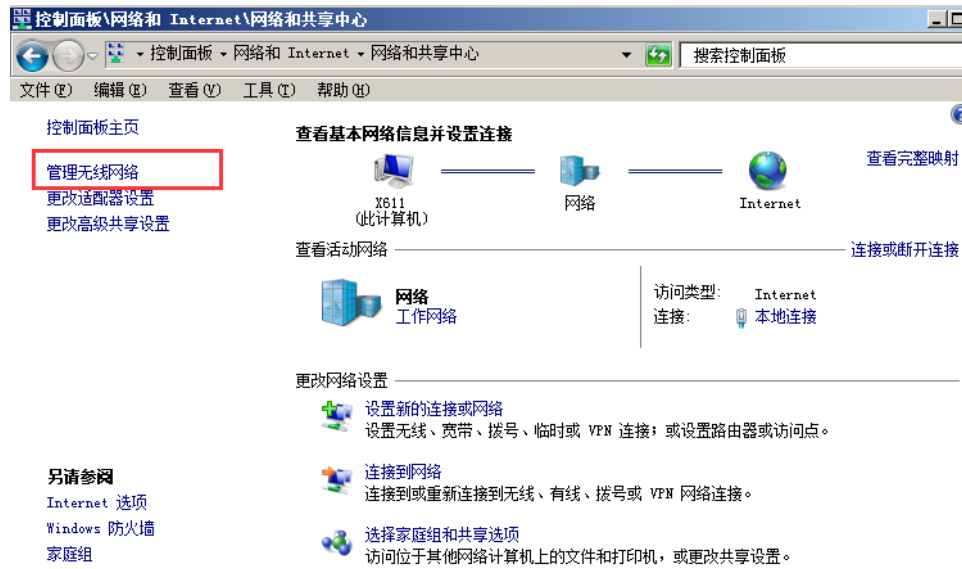 控制面板\网络和 Internet\网络和共享中心
控制面板 网络和 Internet 网络和共享中心
搜索控制面板
文件(F) 编辑(E) 查看(V) 工具(T) 帮助(H)
控制面板主页
管理无线网络
更改适配器设置
更改高级共享设置
查看基本网络信息并设置连接
查看完整映射
X611
(此计算机)
网络
Internet
查看活动网络
连接或断开连接
网络
工作网络
访问类型: Internet
连接: 本地连接
更改网络设置
设置新的连接或网络
设置无线、宽带、拨号、临时或 VPN 连接；或设置路由器或访问点。
连接到网络
连接到或重新连接到无线、有线、拨号或 VPN 网络连接。
选择家庭组和共享选项
访问位于其他网络计算机上的文件和打印机，或更改共享设置。
另请参阅
Internet 选项
Windows 防火墙
家庭组